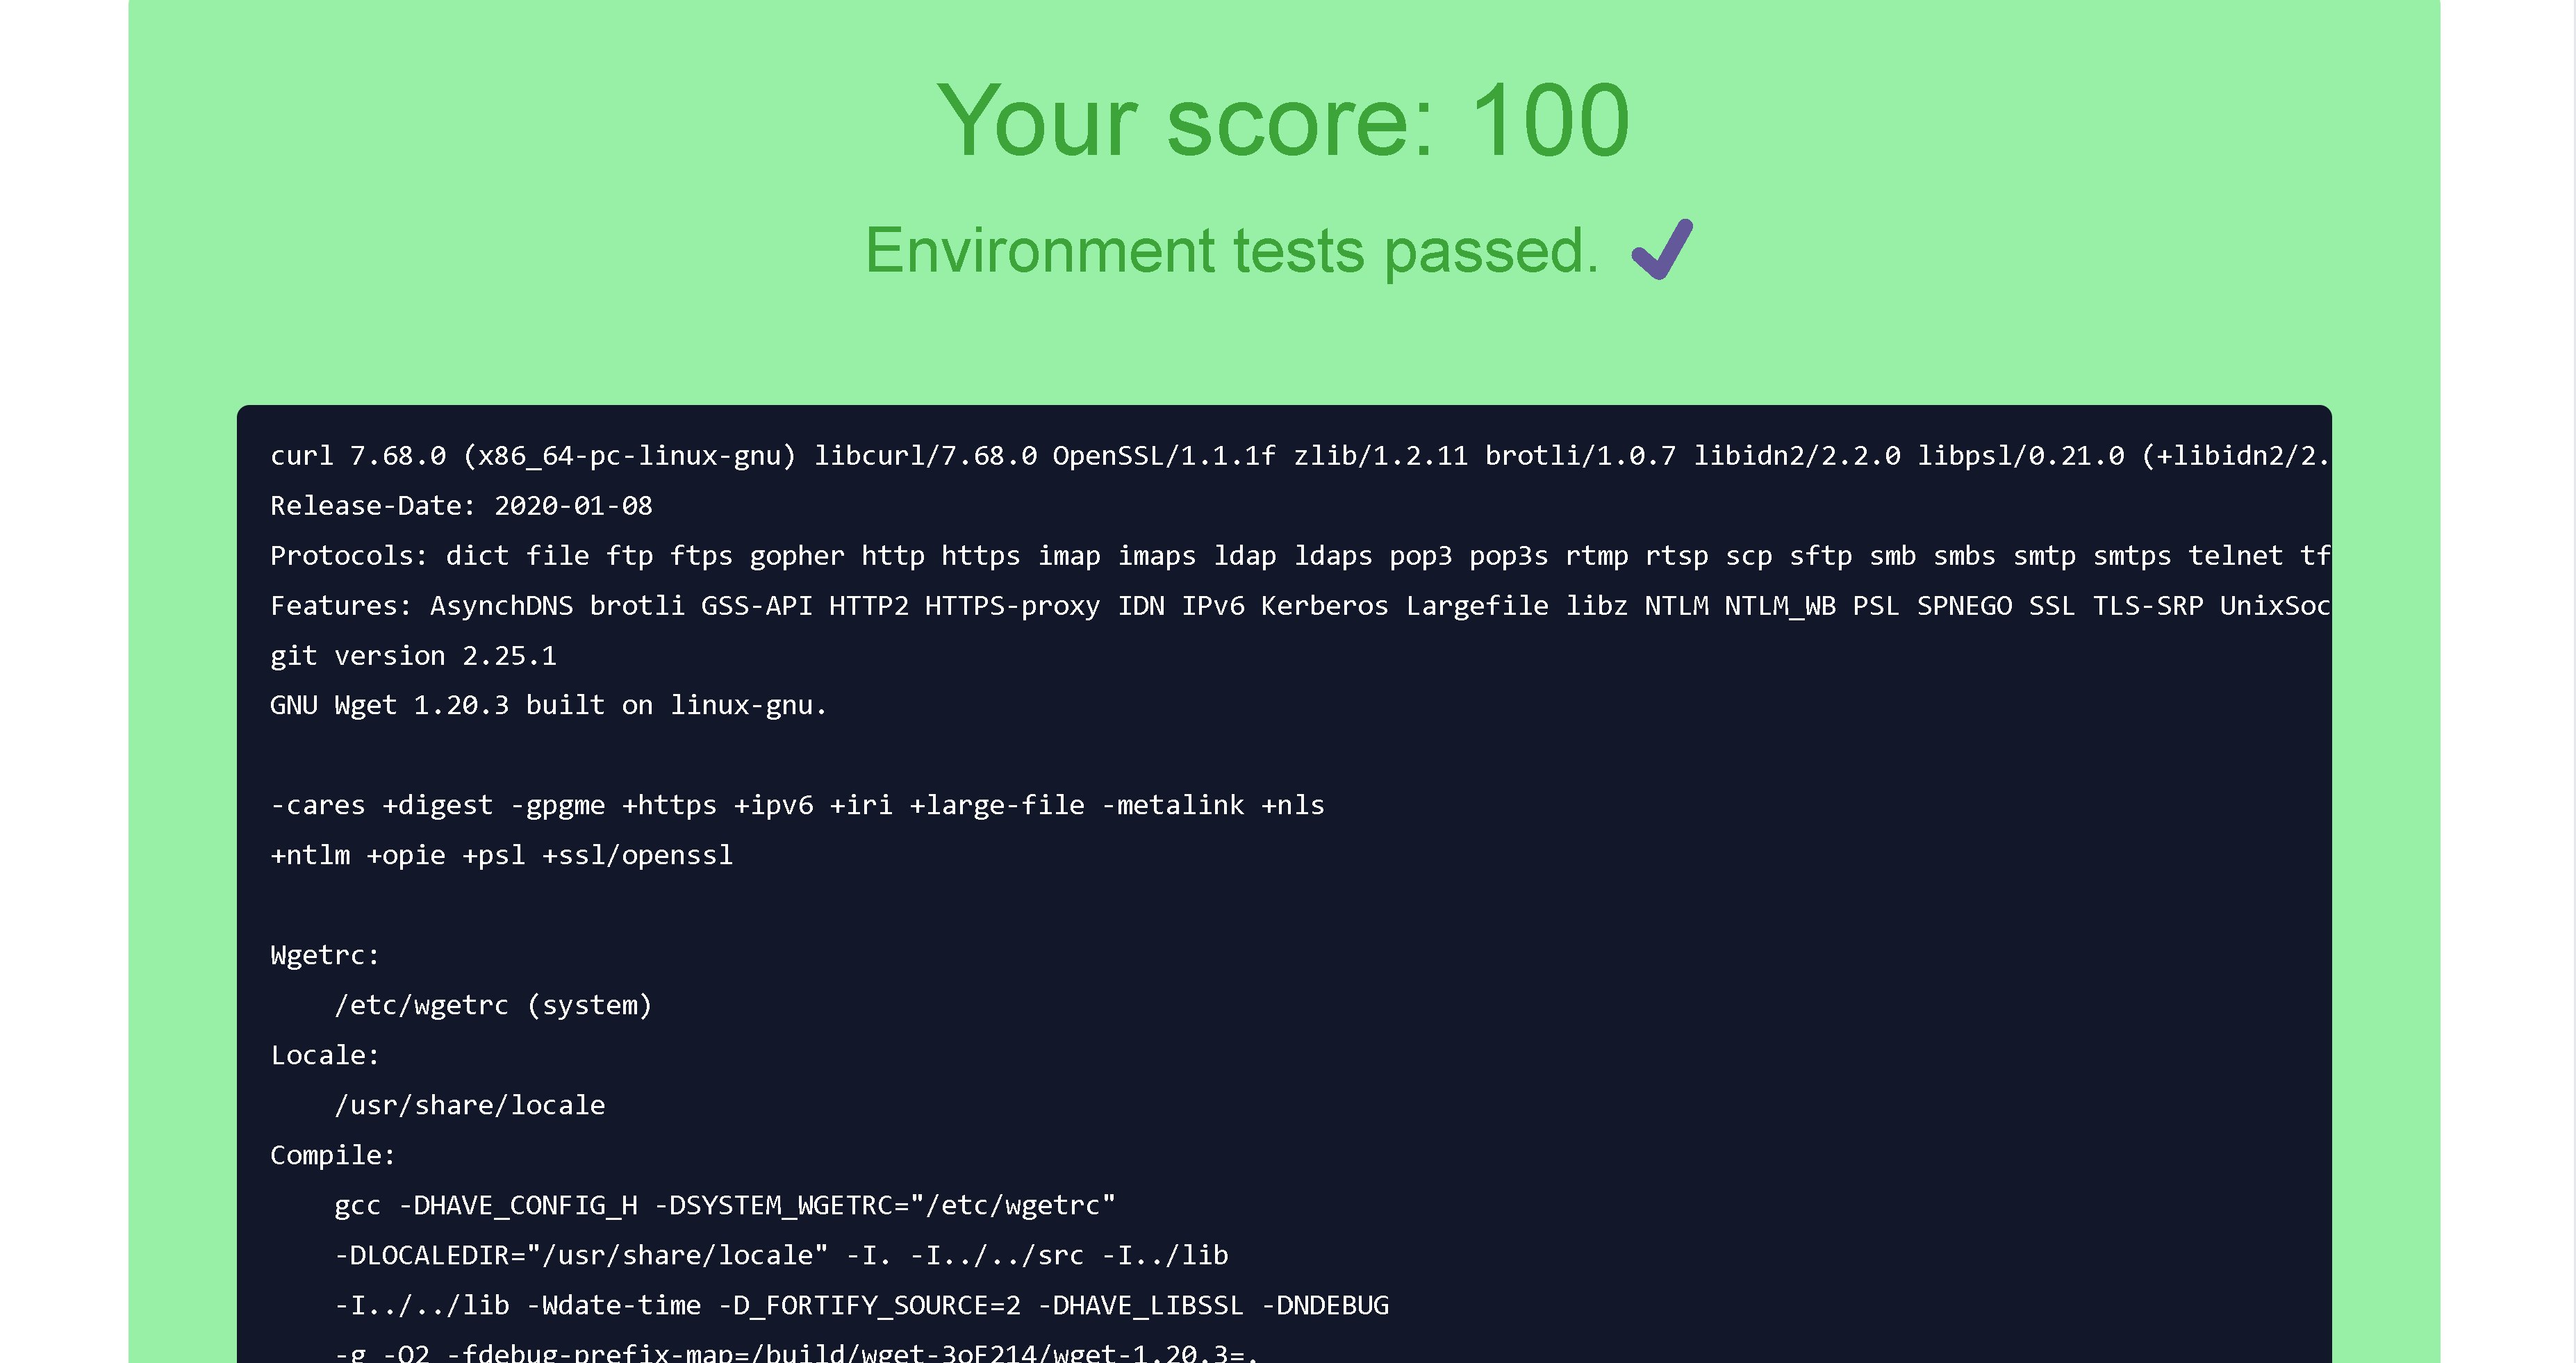 Your score: 100
Environment tests passed.
curl 7.68.0 (x86_64-pc-linux-gnu) libcurl/7.68.0 OpenSSL/1.1.1f zlib/1.2.11 brotli/1.0.7 libidn2/2.2.0 libpsl/0.21.0 (+libidn2/2.
Release-Date: 2020-01-08
Protocols: dict file ftp ftps gopher http https imap imaps ldap ldaps pop3 pop3s rtmp rtsp scp sftp smb smbs smtp smtps telnet tf
Features: AsynchDNS brotli GSS-API HTTP2 HTTPS-proxy IDN IPv6 Kerberos Largefile libz NTLM NTLM_WB PSL SPNEGO SSL TLS-SRP UnixSoc
git version 2.25.1
GNU Wget 1.20.3 built on linux-gnu.
-cares +digest -gpgme +https +ipv6 +iri +large-file -metalink +nls
+ntlm +opie +psl +ssl/openssl
Wgetrc:
/etc/wgetrc (system)
Locale:
/usr/share/locale
Compile:
gcc -DHAVE_CONFIG_H -DSYSTEM_WGETRC="/etc/wgetrc"
-DLOCALEDIR="/usr/share/locale" -I. -I../../src -I../lib
-I../../lib -Wdate-time -D_FORTIFY_SOURCE=2 -DHAVE_LIBSSL -DNDEBUG
-g -O2 -fdebug-prefix-map=/build/wget-3oF214/wget-1.20.3=.